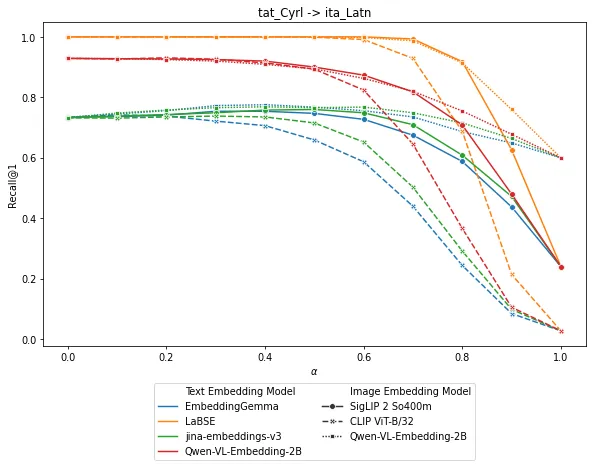 tat_Cyrl -> ita_Latn
Recall@1
1.0
0.8
0.6
0.4
0.2
0.0
0.0 0.2 0.4 0.6 0.8 1.0
α
Text Embedding Model
EmbeddingGemma
LaBSE
jina-embeddings-v3
Qwen-VL-Embedding-2B
Image Embedding Model
SigLIP 2 So400m
CLIP ViT-B/32
Qwen-VL-Embedding-2B